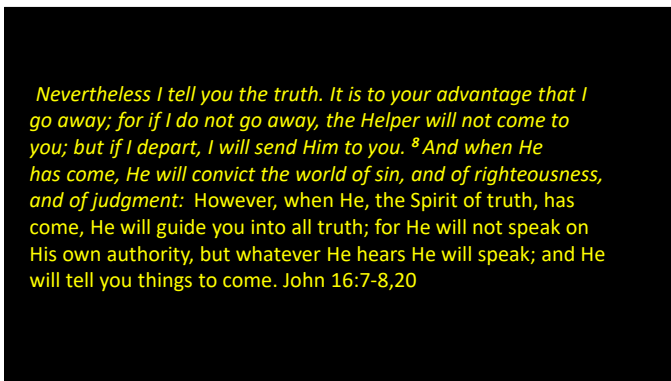 Nevertheless I tell you the truth. It is to your advantage that I
go away; for if I do not go away, the Helper will not come to
you; but if I depart, I will send Him to you. 8 And when He
has come, He will convict the world of sin, and of righteousness,
and of judgment: However, when He, the Spirit of truth, has
come, He will guide you into all truth; for He will not speak on
His own authority, but whatever He hears He will speak; and He
will tell you things to come. John 16:7-8,20